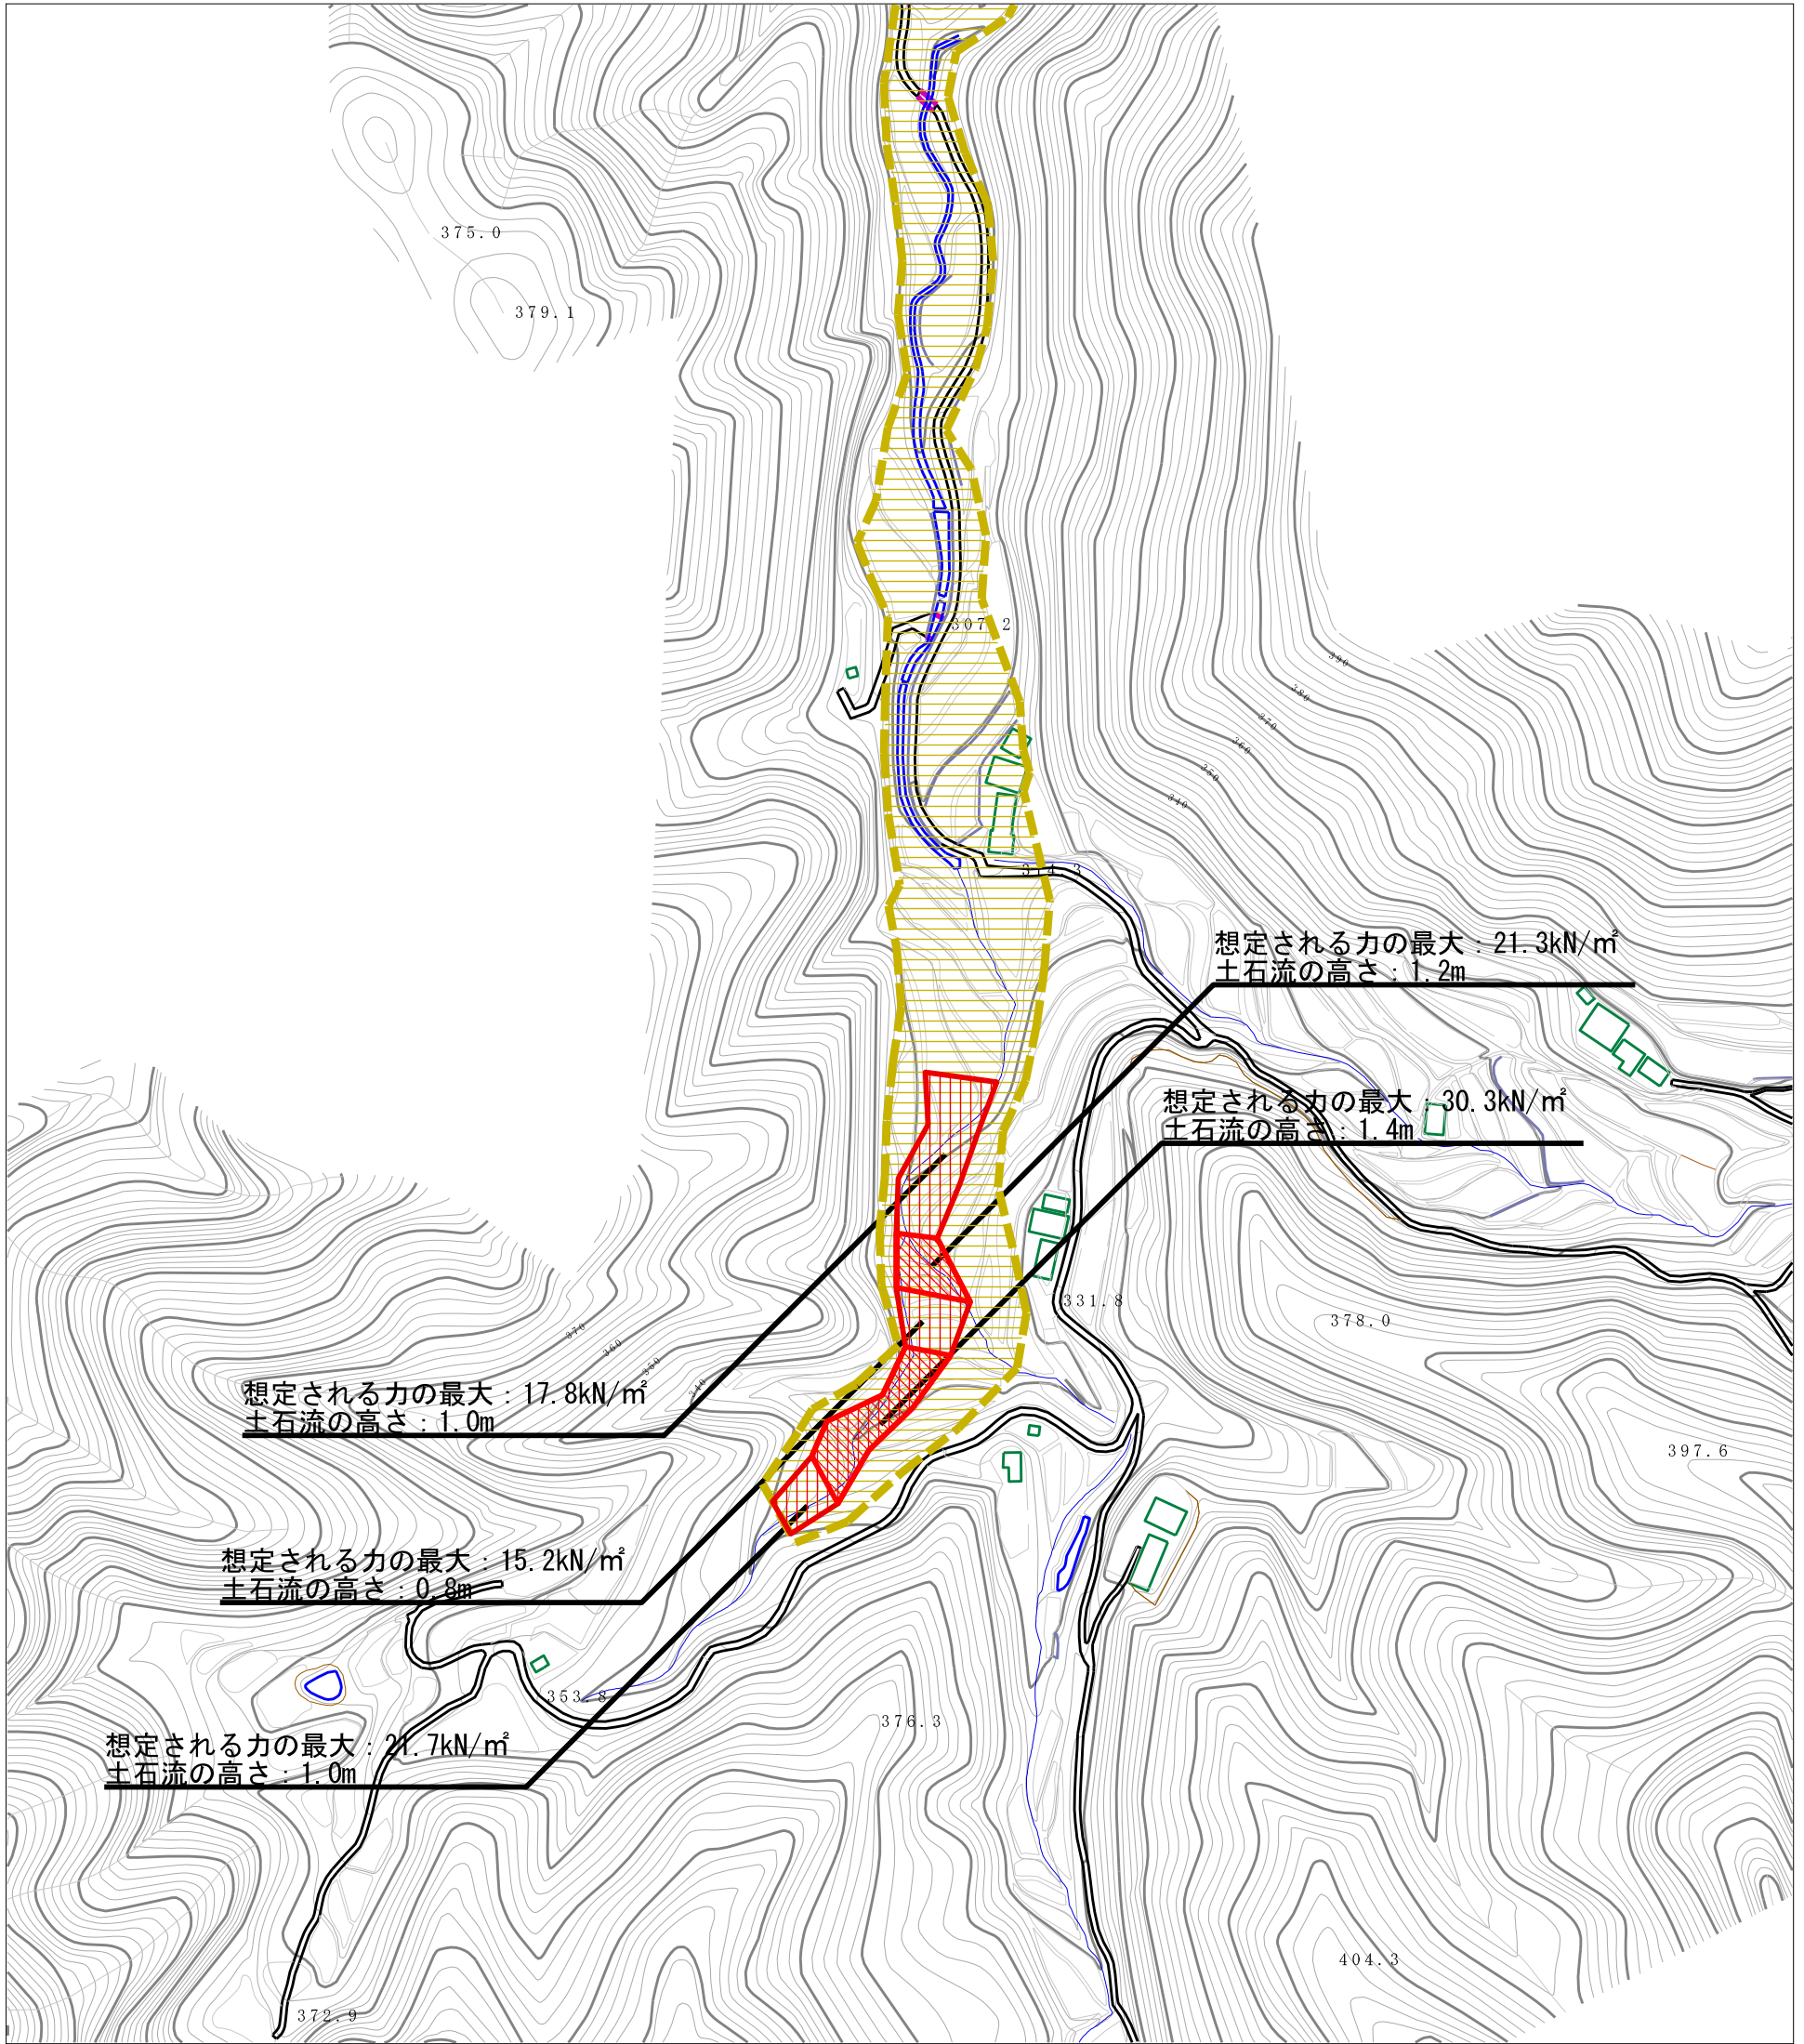 375.0
379.1
307.2
390
380
370
360
350
340
314.3
想定される力の最大：21.3kN/㎡
土石流の高さ：1.2m
想定される力の最大：30.3kN/㎡
土石流の高さ：1.4m
331.8
378.0
370
360
350
340
想定される力の最大：17.8kN/㎡
土石流の高さ：1.0m
397.6
想定される力の最大：15.2kN/㎡
土石流の高さ：0.8m
353.8
376.3
想定される力の最大：21.7kN/㎡
土石流の高さ：1.0m
404.3
372.9